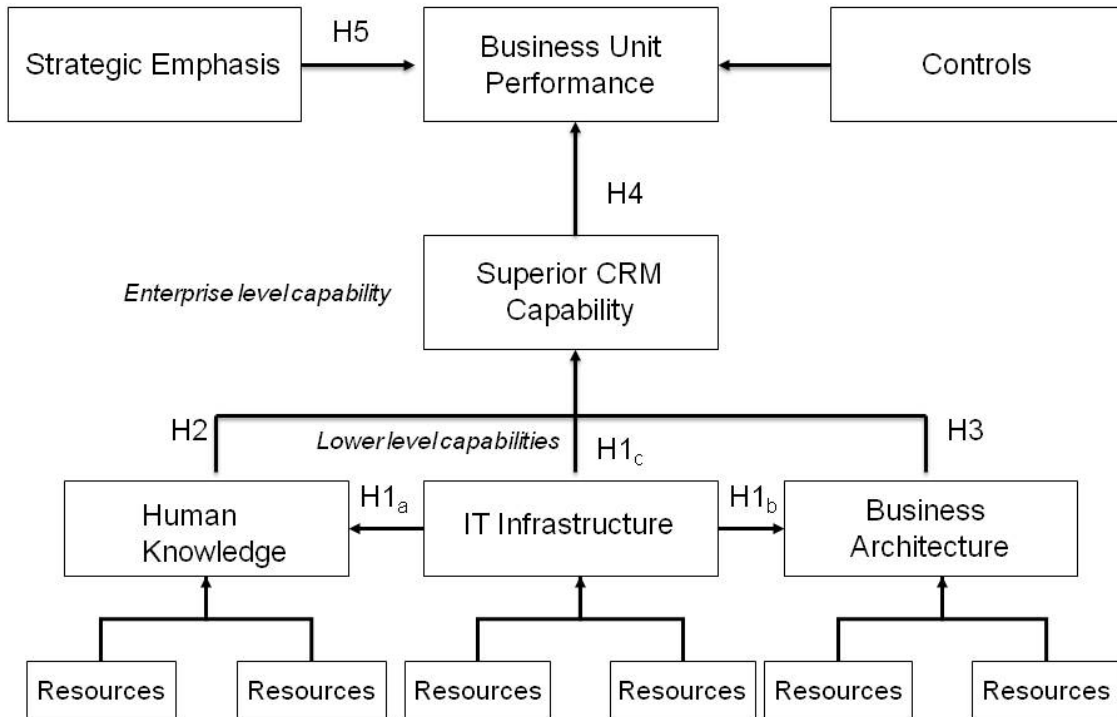 H5
Strategic Emphasis
Business Unit
Performance
Controls
H4
Enterprise level capability
Superior CRM
Capability
H2
Lower level capabilities
H1c
H3
Human
Knowledge
H1a
IT Infrastructure
H1b
Business
Architecture
Resources
Resources
Resources
Resources
Resources
Resources